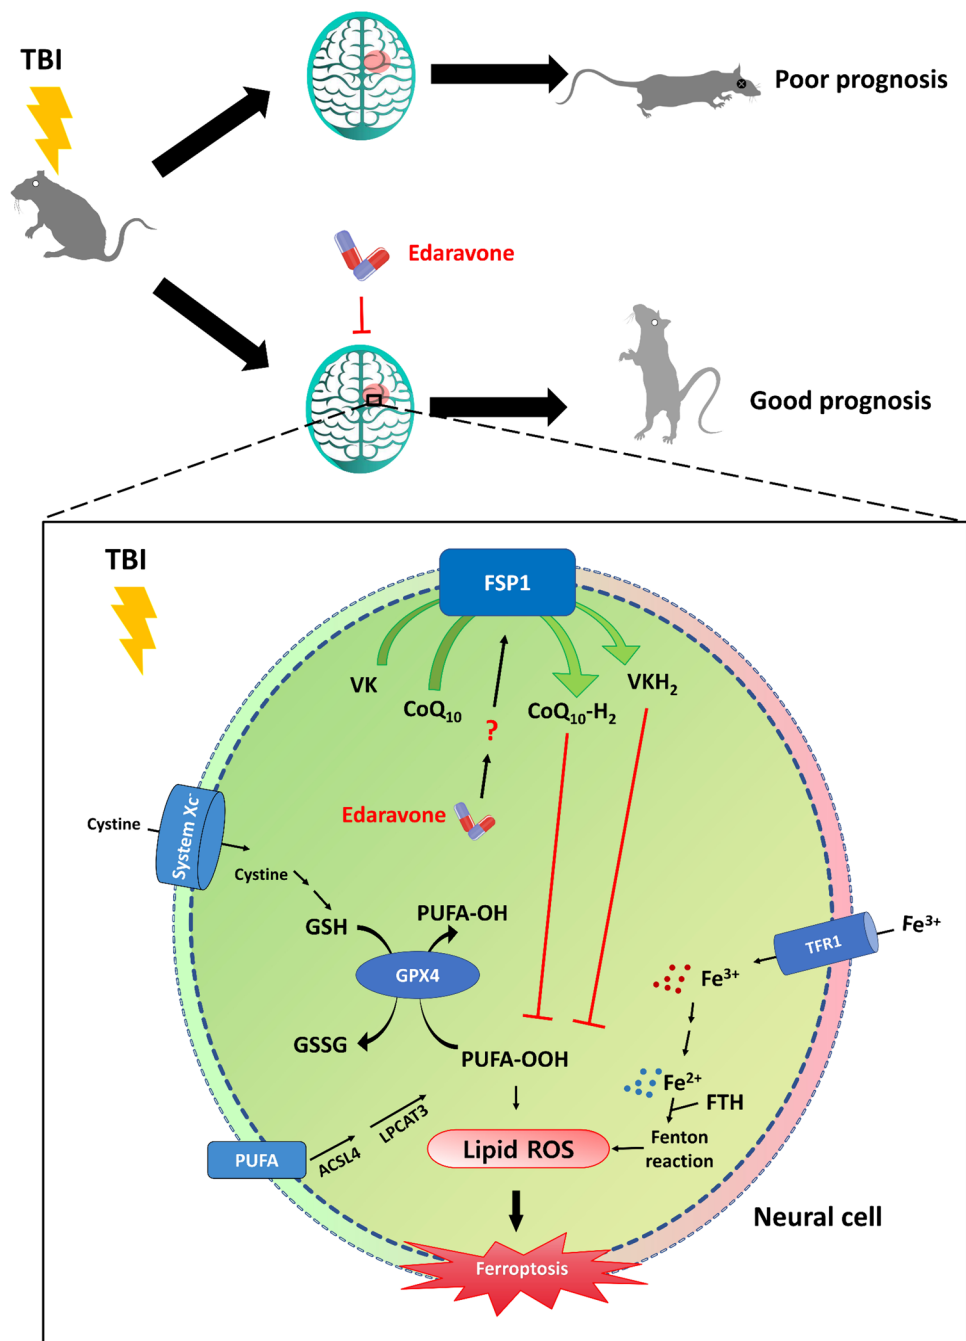 TBI
Poor prognosis
Edaravone
Good prognosis
TBI
FSP1
VK
CoQ₁₀
CoQ₁₀-H₂
VKH₂
?
Edaravone
Cystine
System Xc⁻
Cystine
GSH
PUFA-OH
GPX4
GSSG
PUFA-OOH
TFR1
Fe³⁺
Fe³⁺
Fe²⁺
FTH
Fenton
reaction
PUFA
ACSL4
LPCAT3
Lipid ROS
Neural cell
Ferroptosis